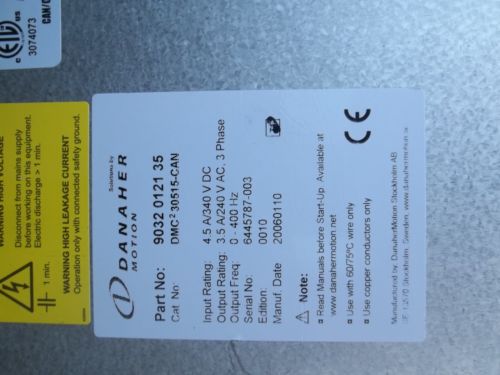 3074073
CAN/C
WARNING HIGH VOLTAGE
Disconnect from mains supply
before working on this equipment.
Electric discharge > 1 min.
WARNING HIGH LEAKAGE CURRENT
Operation only with connected safety ground.
1 min.
Solutions by
DANAHER
MOTION
Part No: 9032 0121 35
Cat. No: DMC² 30515-CAN
Input Rating: 4.5 A/340 V DC
Output Rating: 3.5 A/240 V AC, 3 Phase
Output Freq: 0 - 400 Hz
Serial No: 6445787-003
Edition: 0010
Manuf. Date: 20060110
CE
Note:
Read Manuals before Start-Up. Available at
www.danahermotion.net
Use with 60/75°C wire only
Use copper conductors only
Manufactured by: DanaherMotion Stockholm AB
Stockholm, Sweden. www.danahermotion.